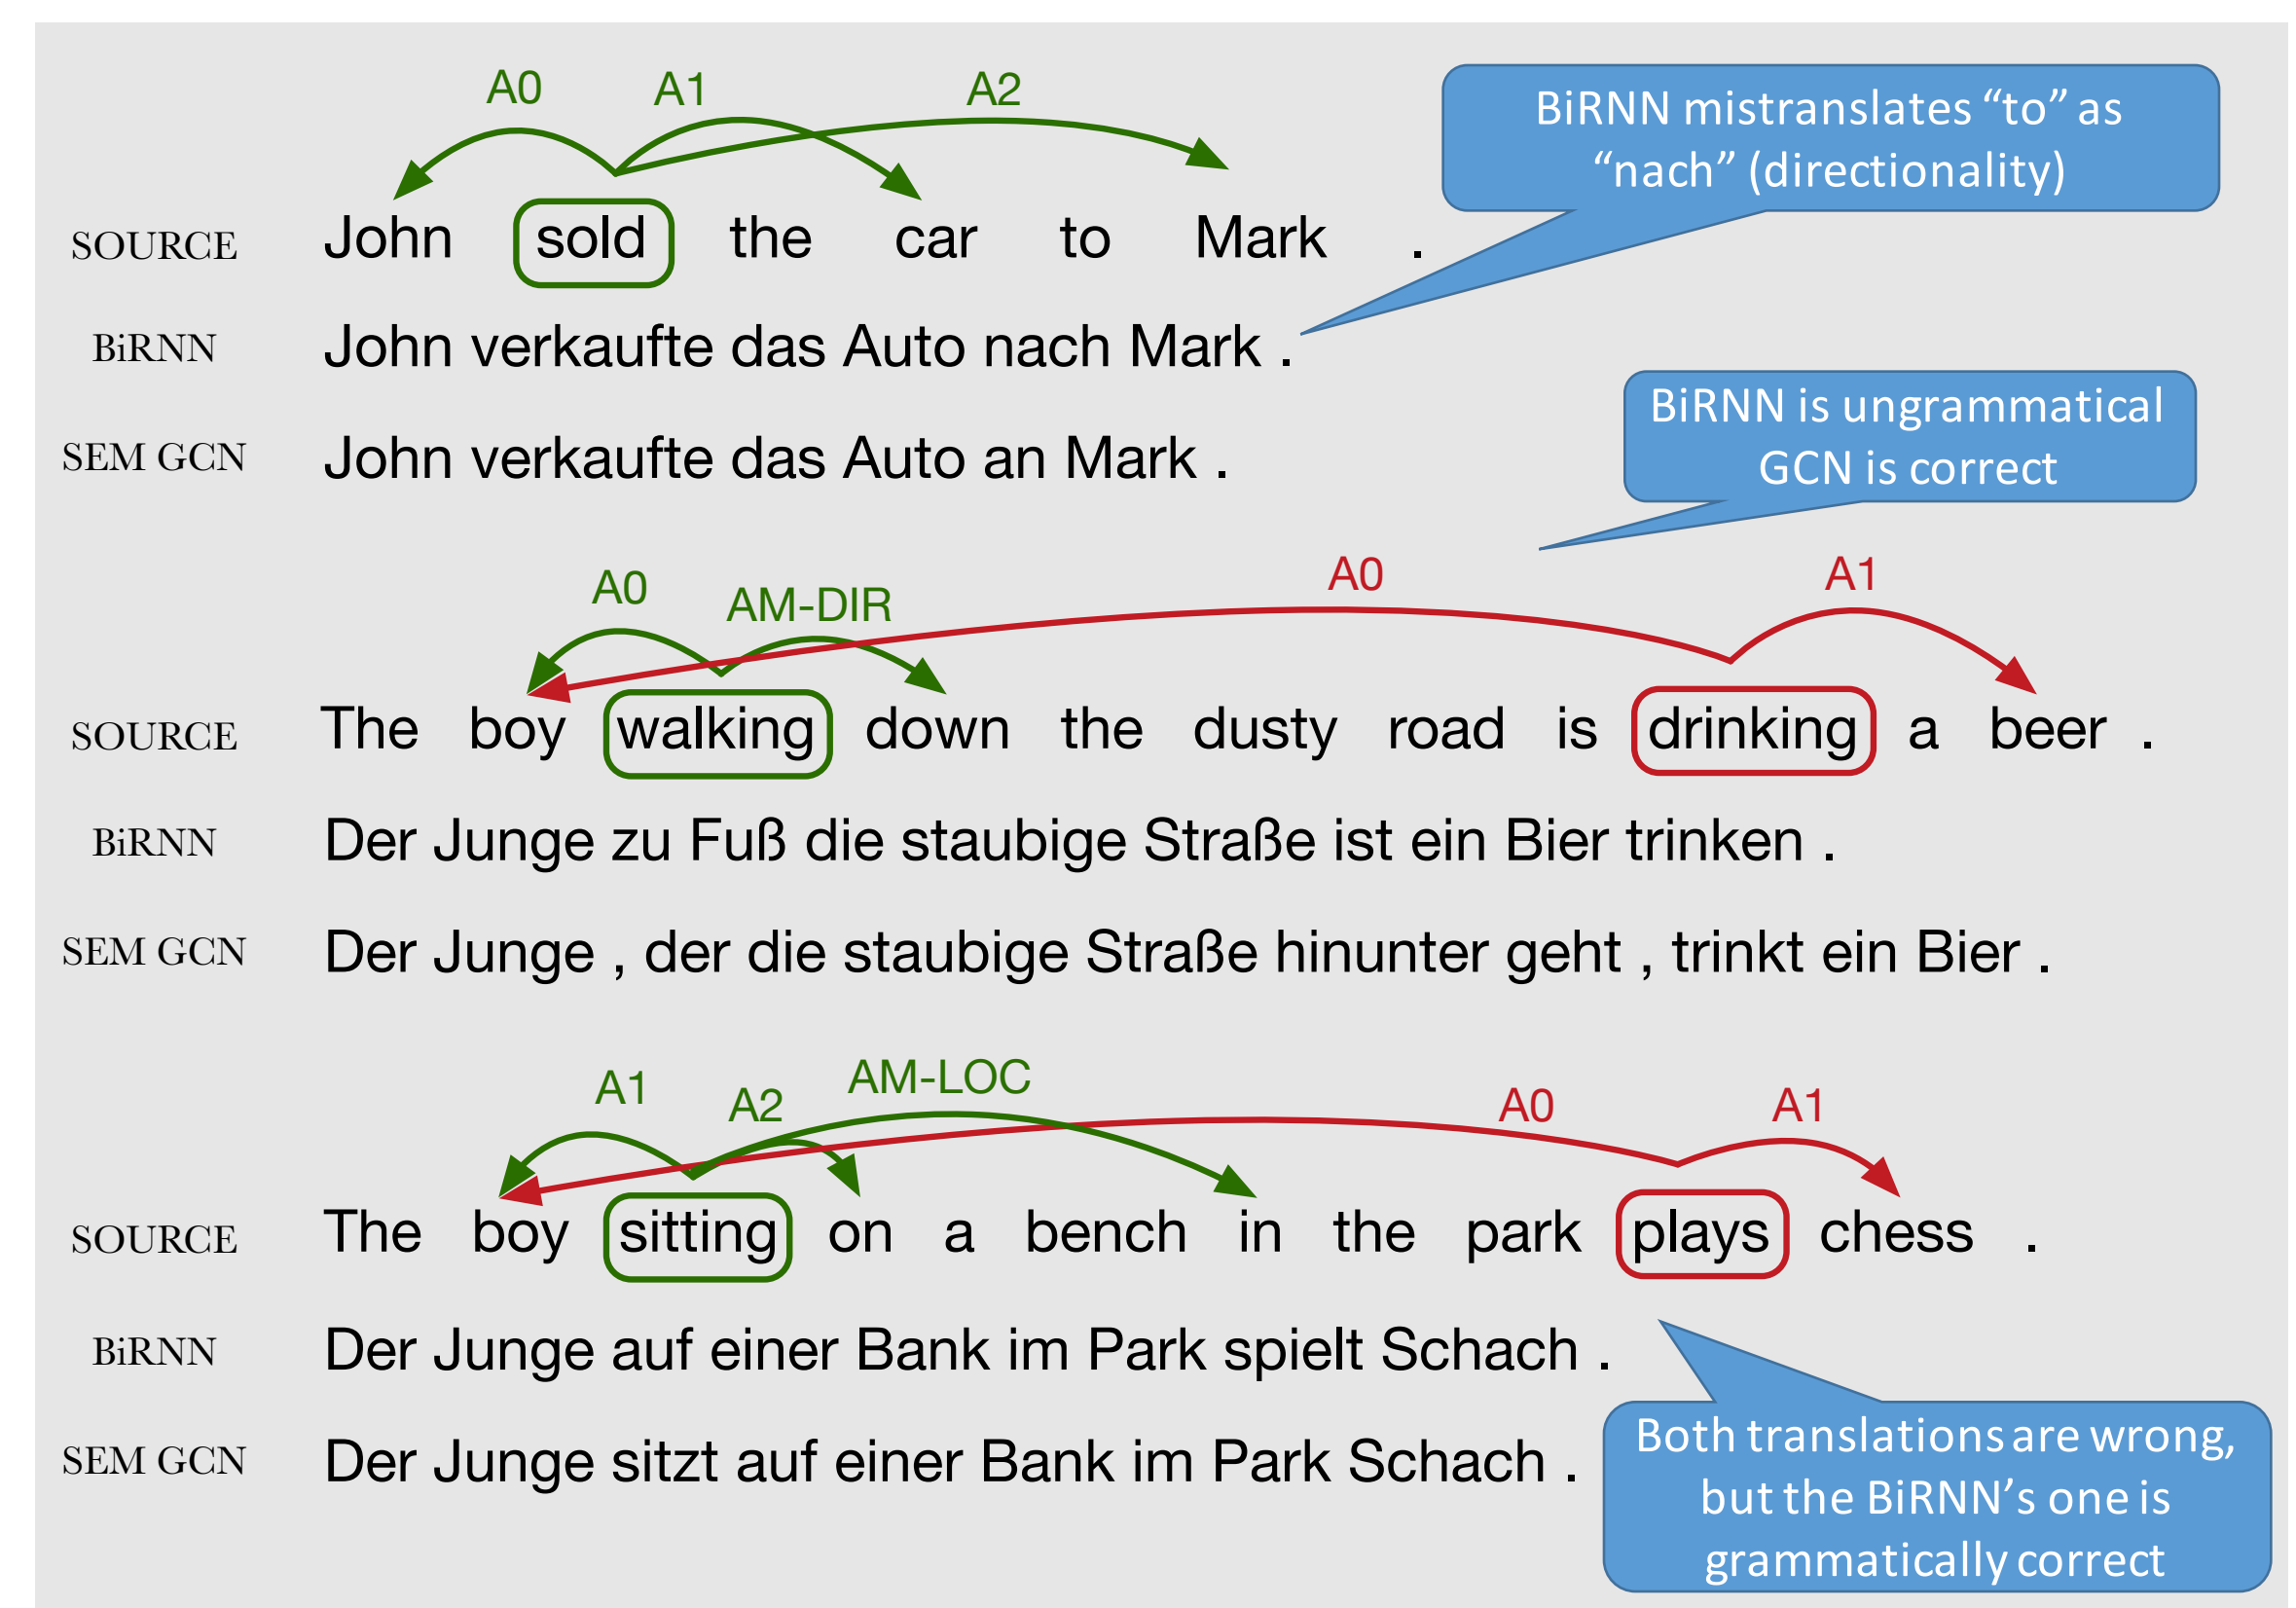 A0 A1 A2
BiRNN mistranslates “to” as
“nach” (directionality)
SOURCE John sold the car to Mark .
BiRNN John verkaufte das Auto nach Mark .
BiRNN is ungrammatical
GCN is correct
SEM GCN John verkaufte das Auto an Mark .
A0 AM-DIR A0 A1
SOURCE The boy walking down the dusty road is drinking a beer .
BiRNN Der Junge zu Fuß die staubige Straße ist ein Bier trinken .
SEM GCN Der Junge , der die staubige Straße hinunter geht , trinkt ein Bier .
A1 A2 AM-LOC A0 A1
SOURCE The boy sitting on a bench in the park plays chess .
BiRNN Der Junge auf einer Bank im Park spielt Schach .
SEM GCN Der Junge sitzt auf einer Bank im Park Schach .
Both translations are wrong,
but the BiRNN’s one is
grammatically correct